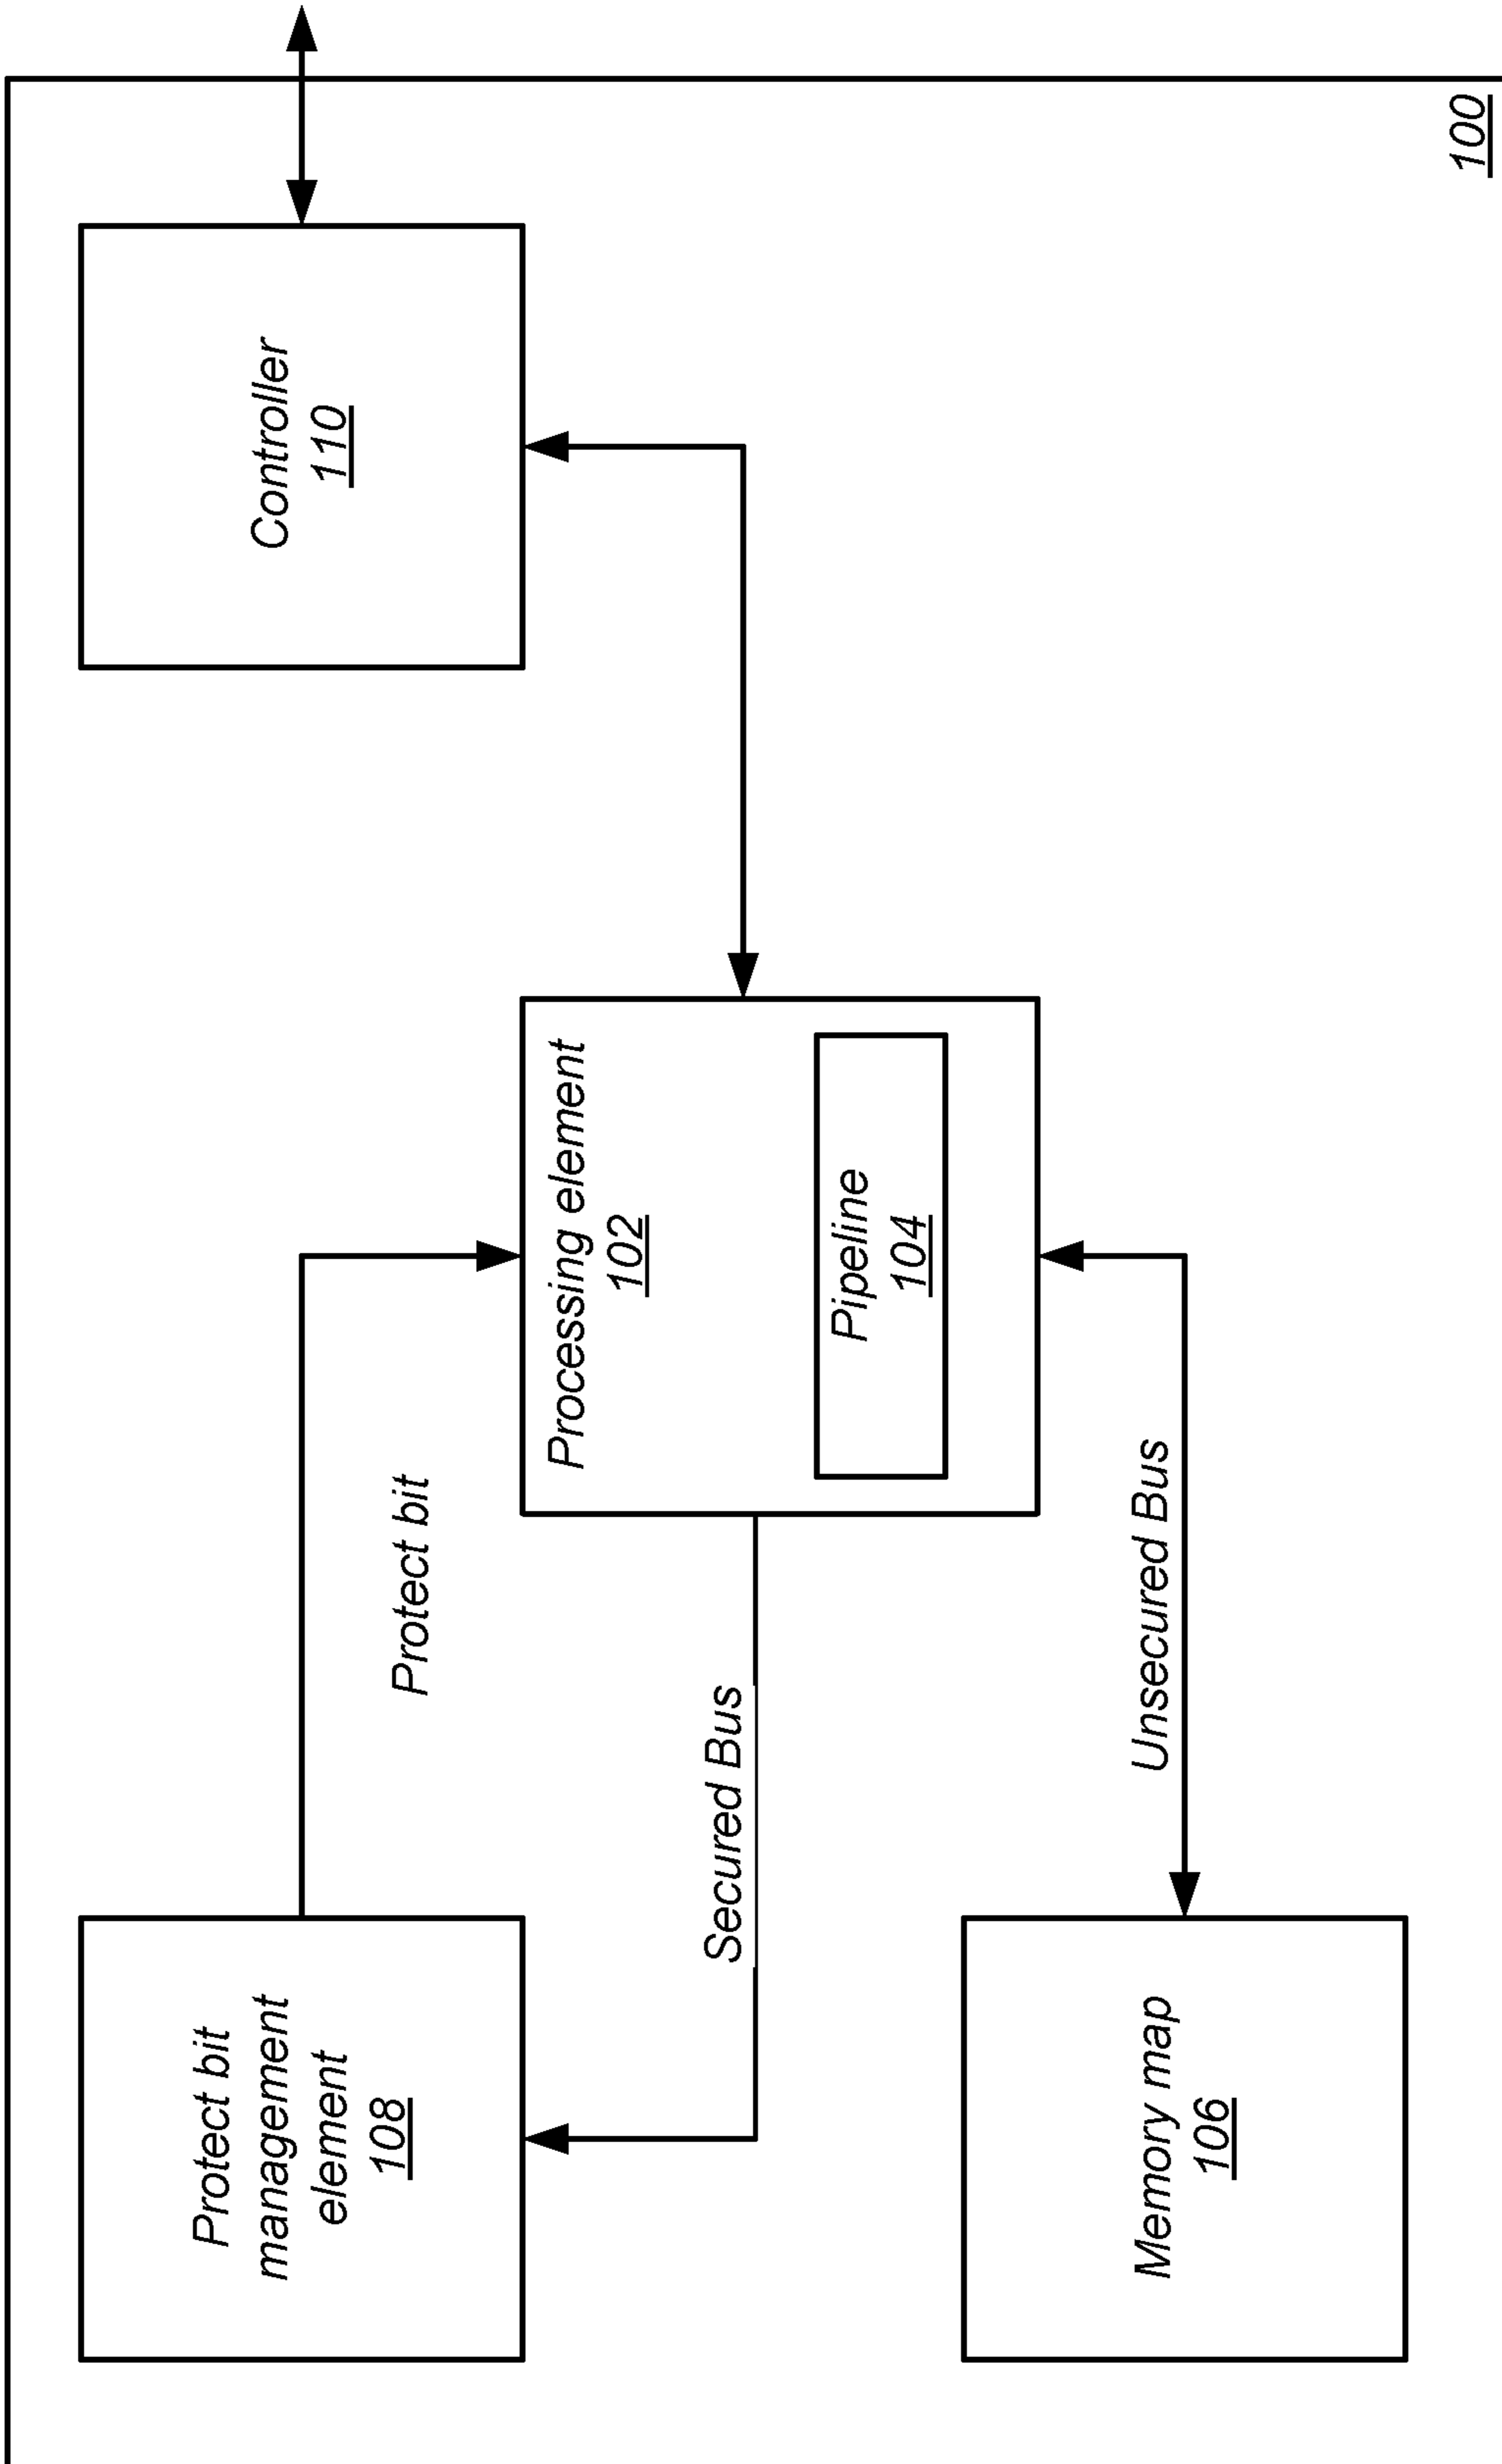 Protect bit
management
element
108
Controller
110
Protect bit
Processing element
102
Secured Bus
Pipeline
104
Memory map
106
Unsecured Bus
100